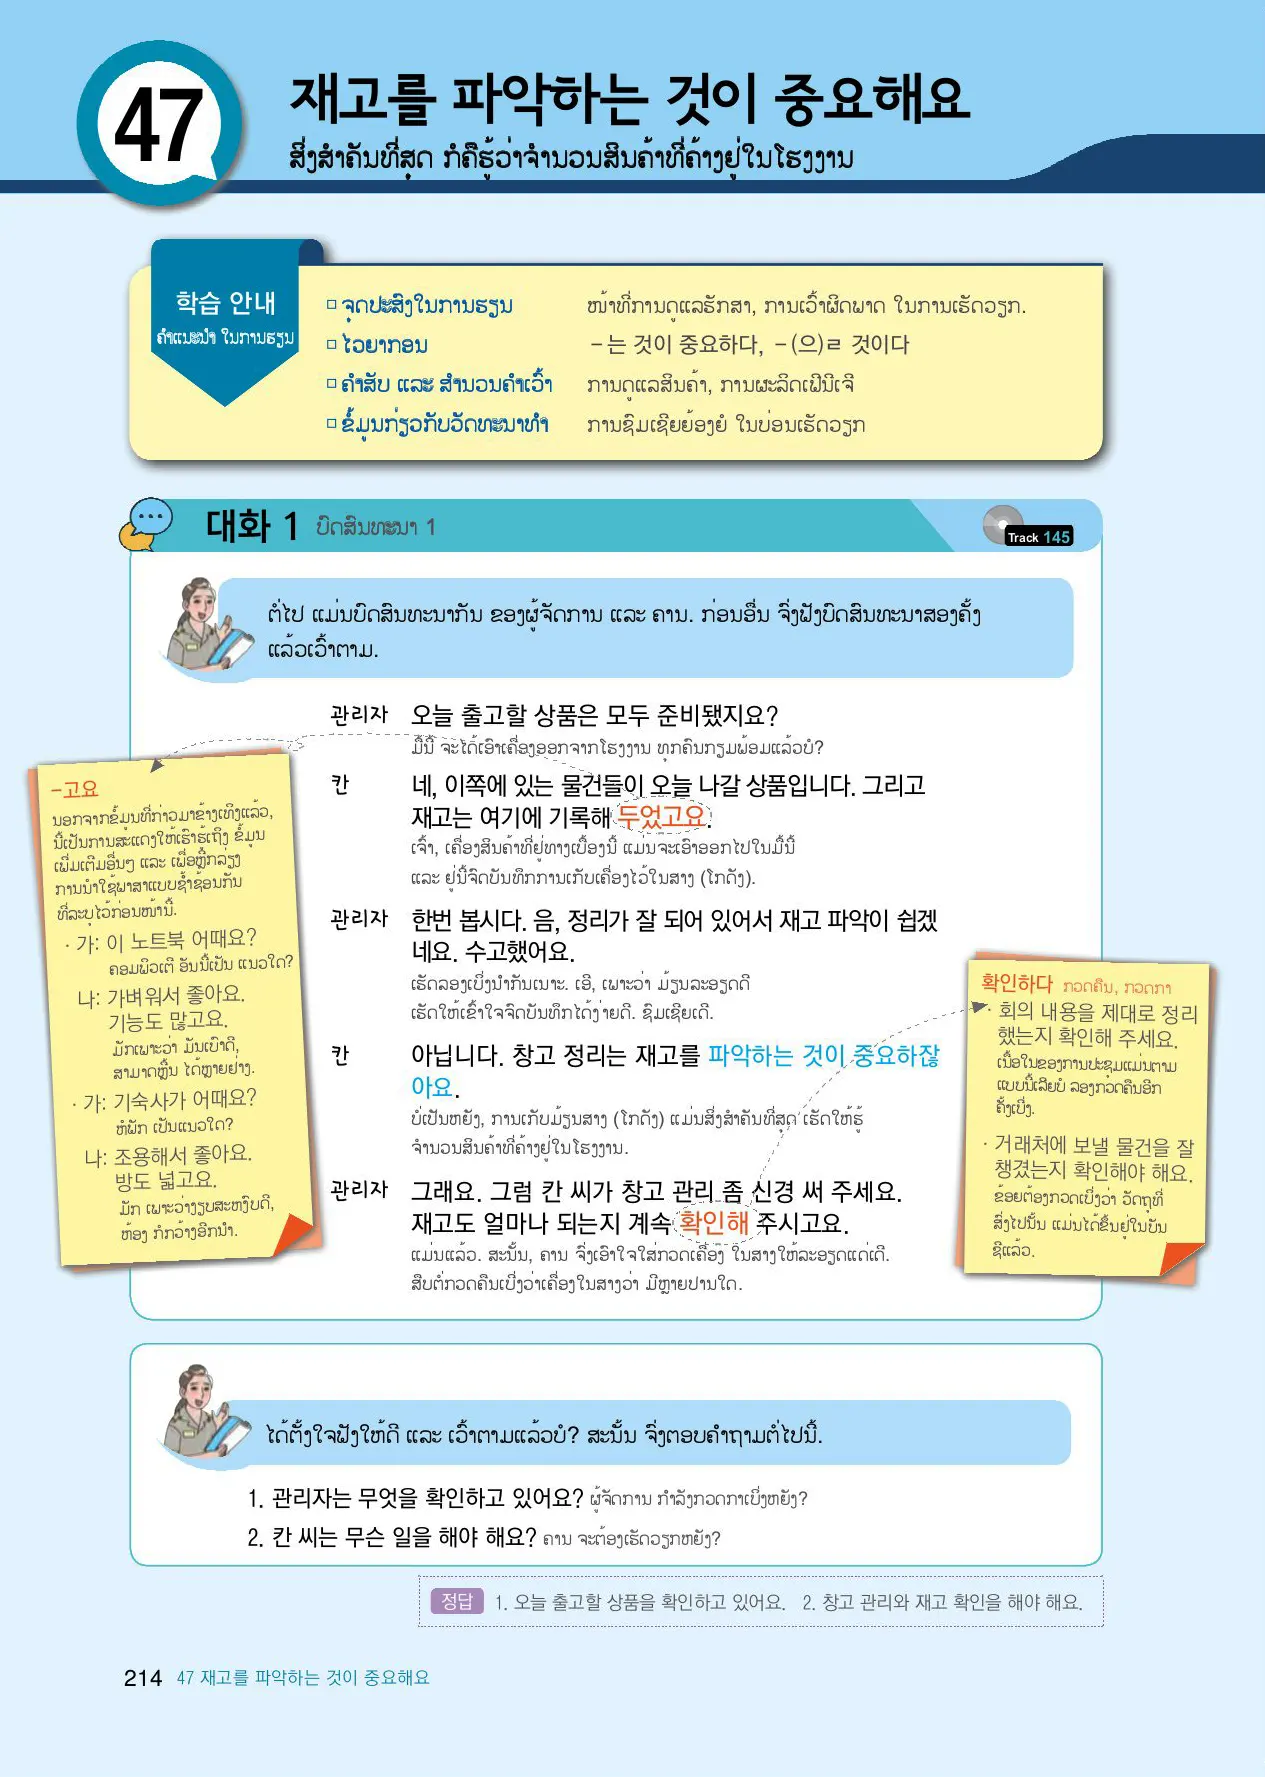 47
재고를 파악하는 것이 중요해요
ສິ່ງສຳຄັນທີ່ສຸດ ກໍຄືຮູ້ວ່າຈຳນວນສິນຄ້າທີ່ຄ້າງຢູ່ໃນໂຮງງານ
학습 안내
ຄຳແນະນຳ ໃນການຮຽນ
□ ຈຸດປະສົງໃນການຮຽນ ໜ້າທີ່ການດູແລຮັກສາ, ການເວົ້າຜິດພາດ ໃນການເຮັດວຽກ.
□ ໄວຍາກອນ －는 것이 중요하다, －(으)ㄹ 것이다
□ ຄຳສັບ ແລະ ສຳນວນຄຳເວົ້າ ການດູແລສິນຄ້າ, ການຜະລິດເຟີນີເຈີ
□ ຂໍ້ມູນກ່ຽວກັບວັດທະນາທຳ ການຊົມເຊີຍຍ້ອງຍໍ ໃນບ່ອນເຮັດວຽກ
대화 1 ບົດສົນທະນາ 1
Track 145
ຕໍ່ໄປ ແມ່ນບົດສົນທະນາກັນ ຂອງຜູ້ຈັດການ ແລະ ຄານ. ກ່ອນອື່ນ ຈົ່ງຟັງບົດສົນທະນາສອງຄັ້ງ
ແລ້ວເວົ້າຕາມ.
관리자 오늘 출고할 상품은 모두 준비됐지요?
ມື້ນີ້ ຈະໄດ້ເອົາເຄື່ອງອອກຈາກໂຮງງານ ທຸກຄົນກຽມພ້ອມແລ້ວບໍ?
칸 네, 이쪽에 있는 물건들이 오늘 나갈 상품입니다. 그리고
재고는 여기에 기록해 두었고요.
ເຈົ້າ, ເຄື່ອງສິນຄ້າທີ່ຢູ່ທາງເບື້ອງນີ້ ແມ່ນຈະເອົາອອກໄປໃນມື້ນີ້
ແລະ ຢູ່ນີ້ຈົດບັນທຶກການເກັບເຄື່ອງໄວ້ໃນສາງ (ໂກດັງ).
관리자 한번 봅시다. 음, 정리가 잘 되어 있어서 재고 파악이 쉽겠
네요. 수고했어요.
ເຮັດລອງເບິ່ງນຳກັນເນາະ. ເອີ, ເພາະວ່າ ມ້ຽນລະອຽດດີ
ເຮັດໃຫ້ເຂົ້າໃຈຈົດບັນທຶກໄດ້ງ່າຍດີ. ຊົມເຊີຍເດີ.
칸 아닙니다. 창고 정리는 재고를 파악하는 것이 중요하잖
아요.
ບໍ່ເປັນຫຍັງ, ການເກັບມ້ຽນສາງ (ໂກດັງ) ແມ່ນສິ່ງສຳຄັນທີ່ສຸດ ເຮັດໃຫ້ຮູ້
ຈຳນວນສິນຄ້າທີ່ຄ້າງຢູ່ໃນໂຮງງານ.
관리자 그래요. 그럼 칸 씨가 창고 관리 좀 신경 써 주세요.
재고도 얼마나 되는지 계속 확인해 주시고요.
ແມ່ນແລ້ວ. ສະນັ້ນ, ຄານ ຈົ່ງເອົາໃຈໃສ່ກວດເຄື່ອງ ໃນສາງໃຫ້ລະອຽດແດ່ເດີ.
ສືບຕໍ່ກວດຄືນເບິ່ງວ່າເຄື່ອງໃນສາງວ່າ ມີຫຼາຍປານໃດ.
-고요
ນອກຈາກຂໍ້ມູນທີ່ກ່າວມາຂ້າງເທິງແລ້ວ,
ນີ້ເປັນການສະແດງໃຫ້ເຮົາຮູ້ເຖິງ ຂໍ້ມູນ
ເພີ່ມເຕີມອື່ນໆ ແລະ ເພື່ອຫຼີກລ່ຽງ
ການນຳໃຊ້ພາສາແບບຊ້ຳຊ້ອນກັນ
ທີ່ລະບຸໄວ້ກ່ອນໜ້ານີ້.
· 가: 이 노트북 어때요?
ຄອມພິວເຕີ ອັນນີ້ເປັນ ແນວໃດ?
나: 가벼워서 좋아요.
기능도 많고요.
ມັກເພາະວ່າ ມັນເບົາດີ,
ສາມາດຫຼິ້ນ ໄດ້ຫຼາຍຢ່າງ.
· 가: 기숙사가 어때요?
ຫໍພັກ ເປັນແນວໃດ?
나: 조용해서 좋아요.
방도 넓고요.
ມັກ ເພາະວ່າງຽບສະຫງົບດີ,
ຫ້ອງ ກໍກວ້າງອີກນຳ.
확인하다 ກວດຄືນ, ກວດກາ
· 회의 내용을 제대로 정리
했는지 확인해 주세요.
ເນື້ອໃນຂອງການປະຊຸມແມ່ນຕາມ
ແບບນີ້ເລີຍບໍ ລອງກວດຄືນອີກ
ຄັ້ງເບິ່ງ.
· 거래처에 보낼 물건을 잘
챙겼는지 확인해야 해요.
ຂ້ອຍຕ້ອງກວດເບິ່ງວ່າ ວັດຖຸທີ່
ສົ່ງໄປນັ້ນ ແມ່ນໄດ້ຂຶ້ນຢູ່ໃນບັນ
ຊີແລ້ວ.
ໄດ້ຕັ້ງໃຈຟັງໃຫ້ດີ ແລະ ເວົ້າຕາມແລ້ວບໍ? ສະນັ້ນ ຈົ່ງຕອບຄຳຖາມຕໍ່ໄປນີ້.
1. 관리자는 무엇을 확인하고 있어요? ຜູ້ຈັດການ ກຳລັງກວດກາເບິ່ງຫຍັງ?
2. 칸 씨는 무슨 일을 해야 해요? ຄານ ຈະຕ້ອງເຮັດວຽກຫຍັງ?
정답 1. 오늘 출고할 상품을 확인하고 있어요. 2. 창고 관리와 재고 확인을 해야 해요.
214 47 재고를 파악하는 것이 중요해요